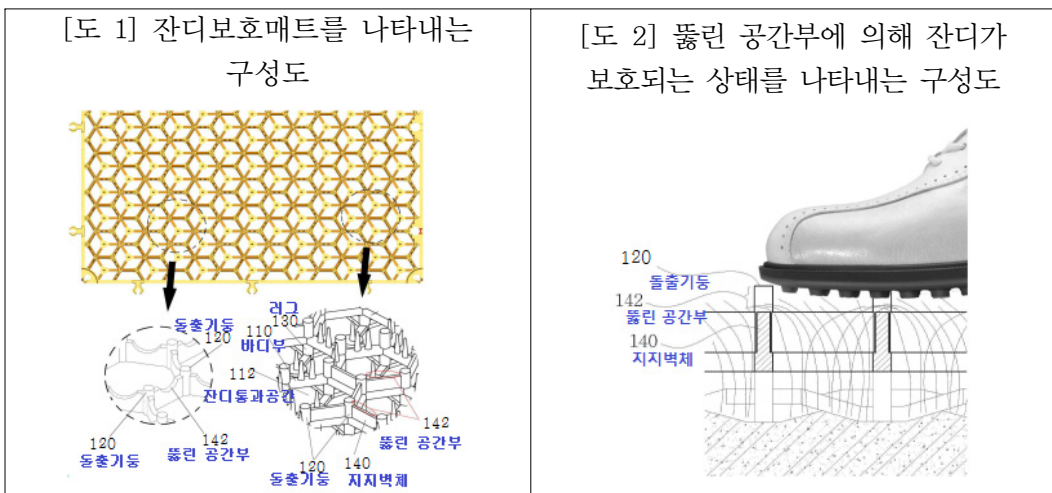 [도 1] 잔디보호매트를 나타내는
구성도
러그
돌출기둥
130
120
110
바디부
112
잔디통과공간
120
142
142
돌출기둥
뚫린 공간부
뚫린 공간부
120
140
돌출기둥
지지벽체
[도 2] 뚫린 공간부에 의해 잔디가
보호되는 상태를 나타내는 구성도
120
돌출기둥
142
뚫린 공간부
140
지지벽체